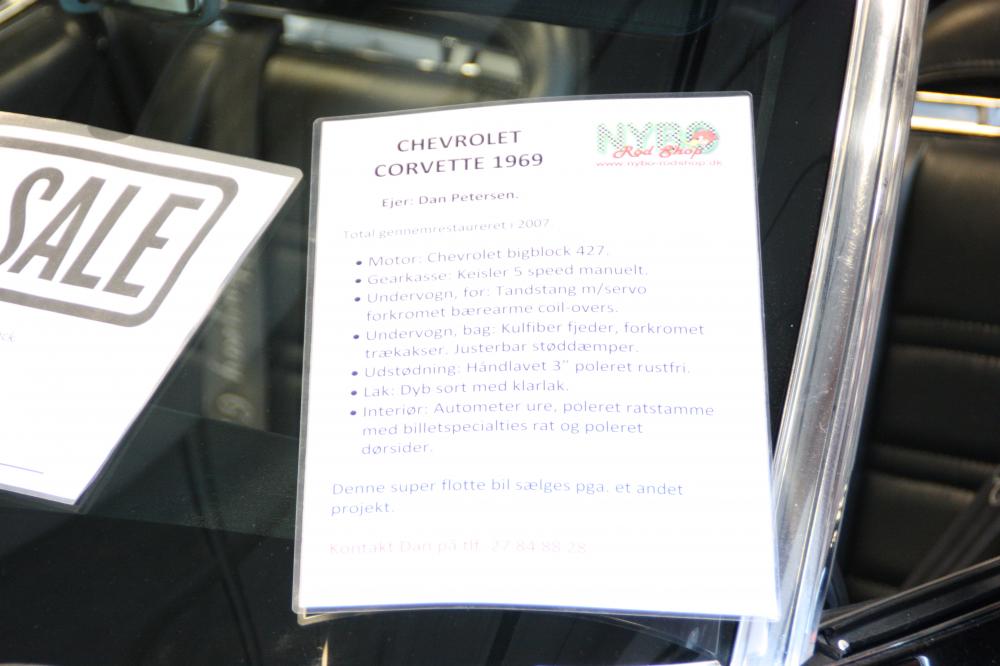 SALE
CHEVROLET
CORVETTE 1969
NYBO
Rod Shop
www.nybo-rodshop.dk
Ejer: Dan Petersen.
Total gennemrestaureret i 2007.
• Motor: Chevrolet bigblock 427.
• Gearkasse: Keisler 5 speed manuelt.
• Undervogn, for: Tandstang m/servo
forkromet bærearme coil-overs.
• Undervogn, bag: Kulfiber fjeder, forkromet
trækakser. Justerbar støddæmper.
• Udstødning: Håndlavet 3" poleret rustfri.
• Lak: Dyb sort med klarlak.
• Interiør: Autometer ure, poleret ratstamme
med billetspecialties rat og poleret
dørsider.
Denne super flotte bil sælges pga. et andet
projekt.
Kontakt Dan på tlf. 27 84 88 28